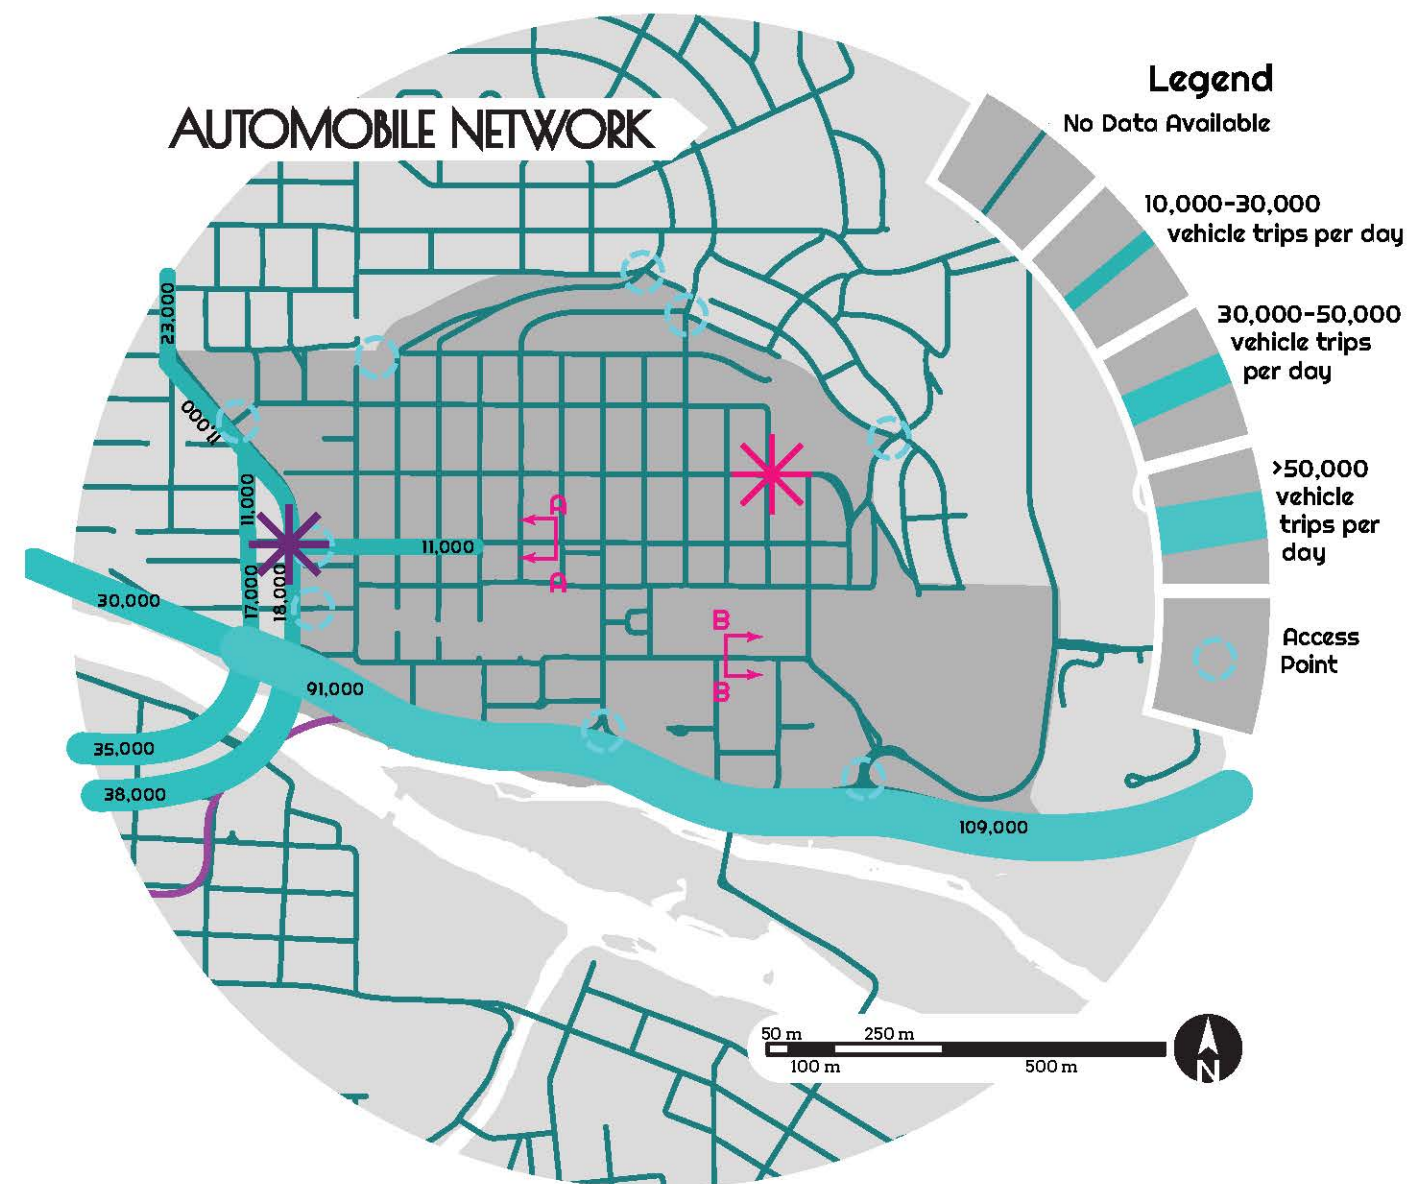 Legend
No Data Available
AUTOMOBILE NETWORK
10,000-30,000
vehicle trips per day
23,000
30,000-50,000
vehicle trips
per day
11,000
>50,000
vehicle
trips per
day
11,000
A
11,000
A
17,000
18,000
30,000
B
Access
Point
91,000
B
35,000
38,000
109,000
50 m
250 m
100 m
500 m
N